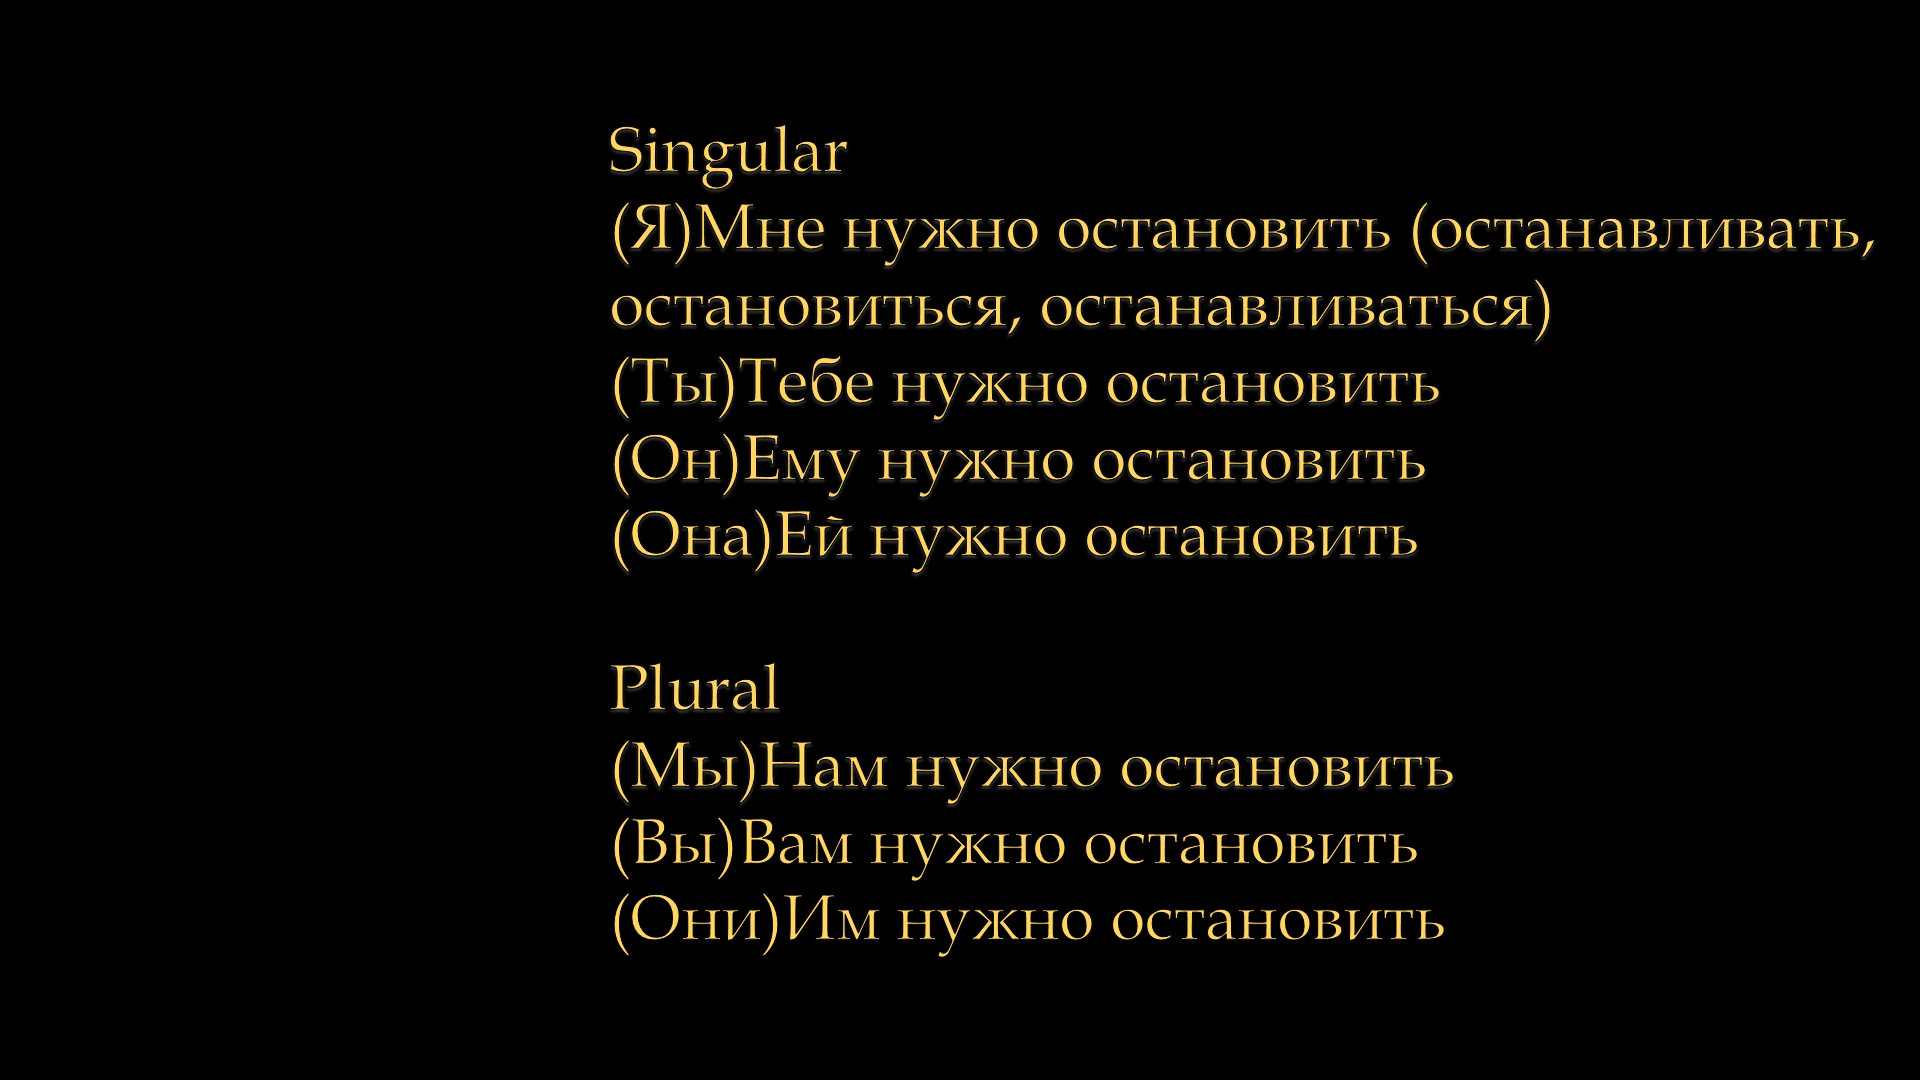 Singular
(Я)Мне нужно остановить (останавливать,
остановиться, останавливаться)
(Ты)Тебе нужно остановить
(Он)Ему нужно остановить
(Она)Ей нужно остановить
Plural
(Мы)Нам нужно остановить
(Вы)Вам нужно остановить
(Они)Им нужно остановить